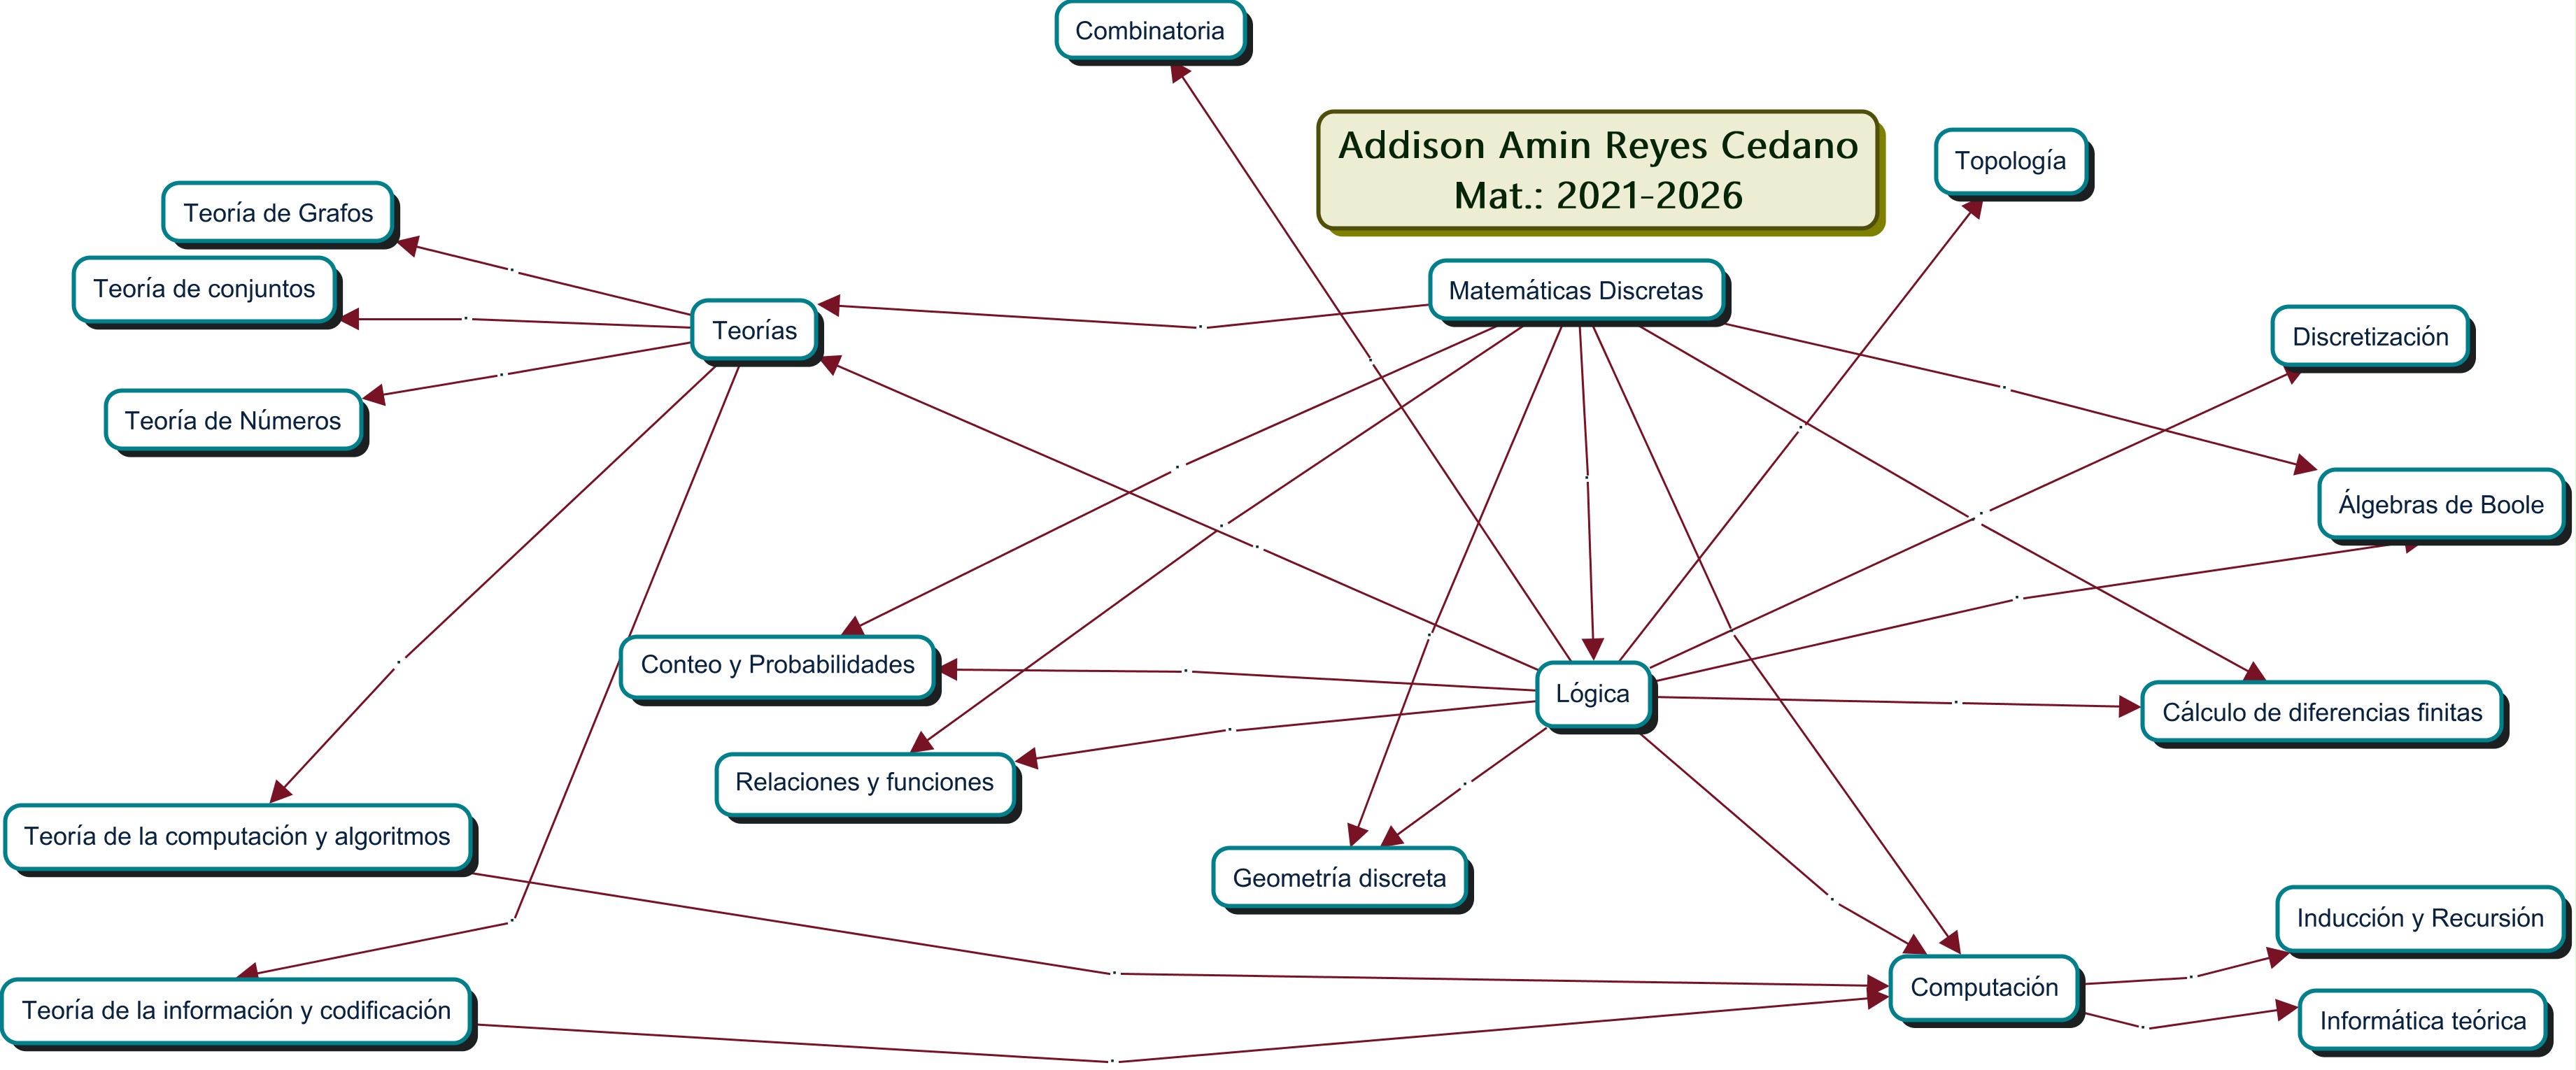 Combinatoria
Addison Amin Reyes Cedano
Mat.: 2021-2026
Topología
Teoría de Grafos
Teoría de conjuntos
Matemáticas Discretas
Teorías
Discretización
Teoría de Números
Álgebras de Boole
Conteo y Probabilidades
Lógica
Cálculo de diferencias finitas
Relaciones y funciones
Teoría de la computación y algoritmos
Geometría discreta
Inducción y Recursión
Computación
Teoría de la información y codificación
Informática teórica